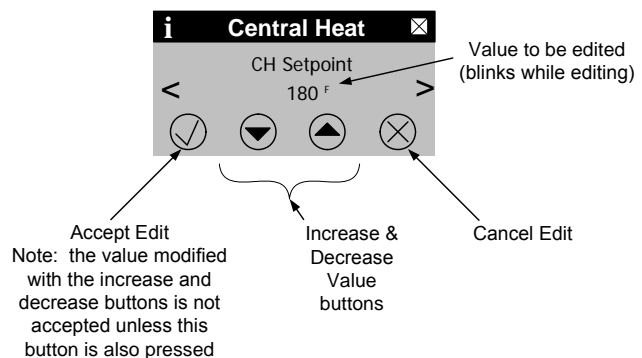 i Central Heat
CH Setpoint
< 180 F >
Value to be edited
(blinks while editing)
Accept Edit
Note: the value modified
with the increase and
decrease buttons is not
accepted unless this
button is also pressed
Increase &
Decrease
Value
buttons
Cancel Edit